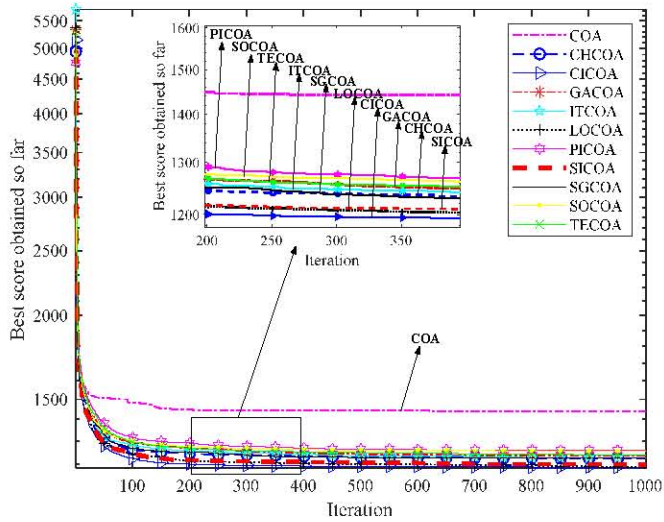 Best score obtained so far
5000
4500
4000
3500
3000
2500
2000
1500
100
200
300
400
500
600
700
800
900
1000
Iteration
COA
Best score obtained so far
1600
1500
1400
1300
1200
200
250
300
350
Iteration
PICOA
SOCOA
TECOA
ITCOA
SGCOA
LOCOA
CICOA
GACOA
CHCOA
SICOA
COA
CHCOA
CICOA
GACOA
ITCOA
LOCOA
PICOA
SICOA
SGCOA
SOCOA
TECOA